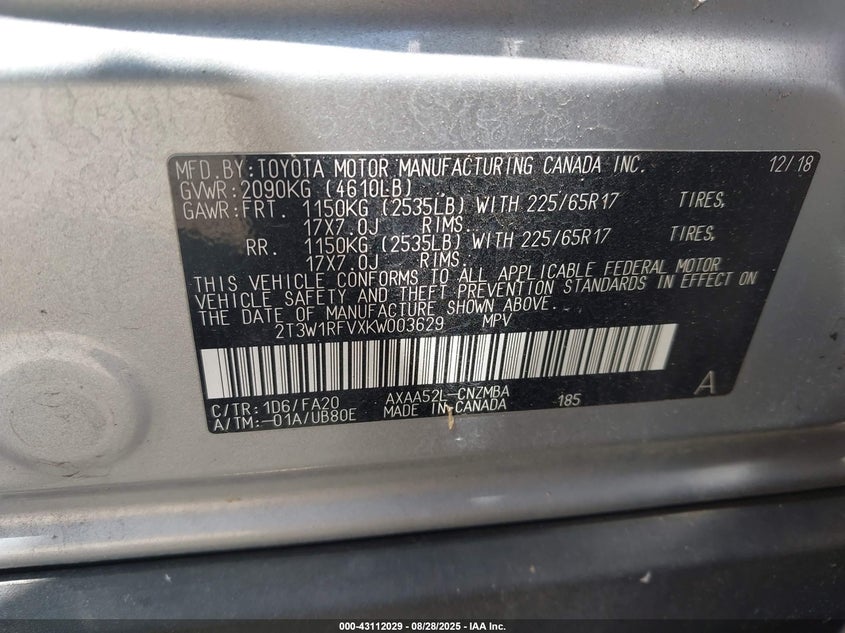 MFD.BY:TOYOTA MOTOR MANUFACTURING CANADA INC. 12/18
GVWR:2090KG (4610LB)
GAWR:FRT. 1150KG (2535LB) WITH 225/65R17 TIRES,
17X7.0J RIMS.
RR. 1150KG (2535LB) WITH 225/65R17 TIRES,
17X7.0J RIMS.
THIS VEHICLE CONFORMS TO ALL APPLICABLE FEDERAL MOTOR
VEHICLE SAFETY AND THEFT PREVENTION STANDARDS IN EFFECT ON
THE DATE OF MANUFACTURE SHOWN ABOVE.
2T3W1RFVXKW003629 MPV
C/TR:1D6/FA20 AXAA52L-CNZMBA 185 A
A/TM:-01A/UB80E MADE IN CANADA
000-43112029 - 08/28/2025 - IAA Inc.